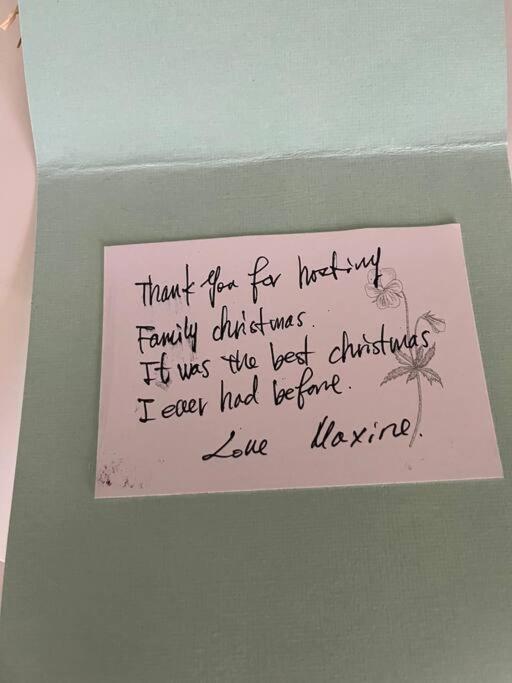 Thank you for hosting
Family christmas.
It was the best christmas
I ever had before.
Love Maxine.